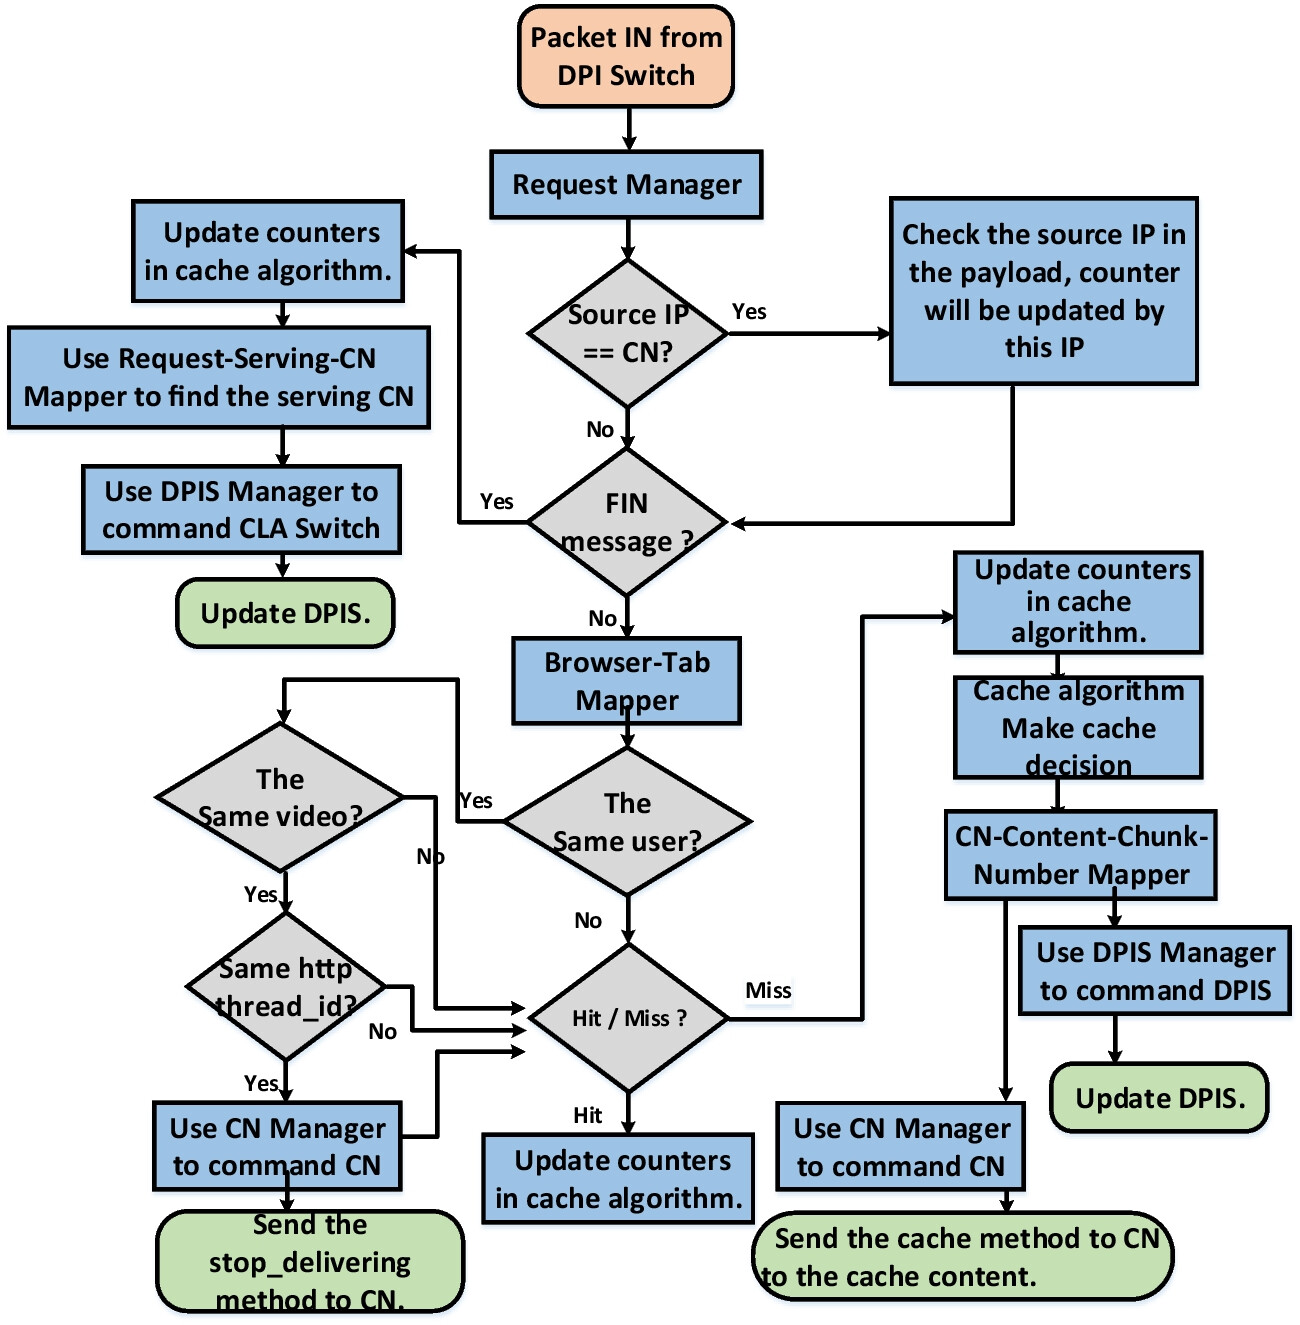 Packet IN from
DPI Switch
Request Manager
Source IP
== CN?
Yes
Check the source IP in
the payload, counter
will be updated by
this IP
No
FIN
message ?
Yes
Update counters
in cache algorithm.
Use Request-Serving-CN
Mapper to find the serving CN
Use DPIS Manager to
command CLA Switch
Update DPIS.
No
Browser-Tab
Mapper
The
Same user?
Yes
The
Same video?
No
Yes
Same http
thread_id?
No
Yes
Use CN Manager
to command CN
Send the
stop_delivering
method to CN.
No
Hit / Miss ?
Hit
Update counters
in cache algorithm.
Miss
Update counters
in cache
algorithm.
Cache algorithm
Make cache
decision
CN-Content-Chunk-
Number Mapper
Use DPIS Manager
to command DPIS
Update DPIS.
Use CN Manager
to command CN
Send the cache method to CN
to the cache content.